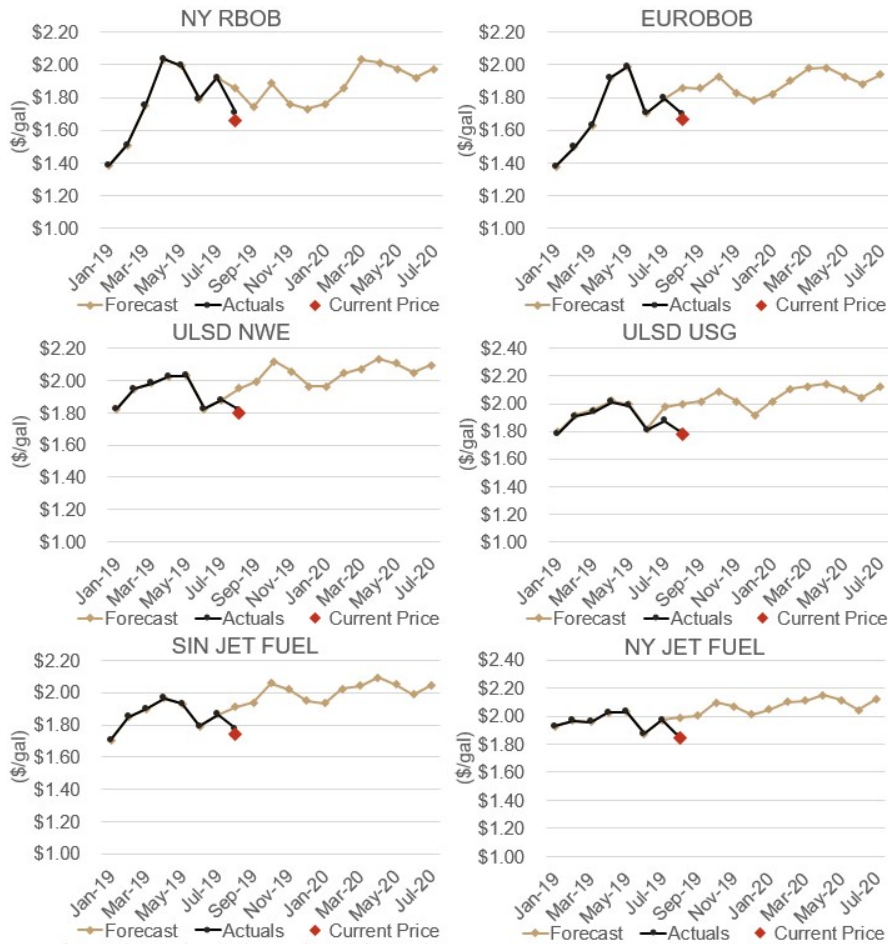 NY RBOB
($/gal)
$2.20
$2.00
$1.80
$1.60
$1.40
$1.20
$1.00
Jan-19
Mar-19
May-19
Jul-19
Sep-19
Nov-19
Jan-20
Mar-20
May-20
Jul-20
Forecast Actuals Current Price
EUROBOB
($/gal)
$2.20
$2.00
$1.80
$1.60
$1.40
$1.20
$1.00
Jan-19
Mar-19
May-19
Jul-19
Sep-19
Nov-19
Jan-20
Mar-20
May-20
Jul-20
Forecast Actuals Current Price
ULSD NWE
($/gal)
$2.20
$2.00
$1.80
$1.60
$1.40
$1.20
$1.00
Jan-19
Mar-19
May-19
Jul-19
Sep-19
Nov-19
Jan-20
Mar-20
May-20
Jul-20
Forecast Actuals Current Price
ULSD USG
($/gal)
$2.40
$2.20
$2.00
$1.80
$1.60
$1.40
$1.20
$1.00
Jan-19
Mar-19
May-19
Jul-19
Sep-19
Nov-19
Jan-20
Mar-20
May-20
Jul-20
Forecast Actuals Current Price
SIN JET FUEL
($/gal)
$2.20
$2.00
$1.80
$1.60
$1.40
$1.20
$1.00
Jan-19
Mar-19
May-19
Jul-19
Sep-19
Nov-19
Jan-20
Mar-20
May-20
Jul-20
Forecast Actuals Current Price
NY JET FUEL
($/gal)
$2.40
$2.20
$2.00
$1.80
$1.60
$1.40
$1.20
$1.00
Jan-19
Mar-19
May-19
Jul-19
Sep-19
Nov-19
Jan-20
Mar-20
May-20
Jul-20
Forecast Actuals Current Price